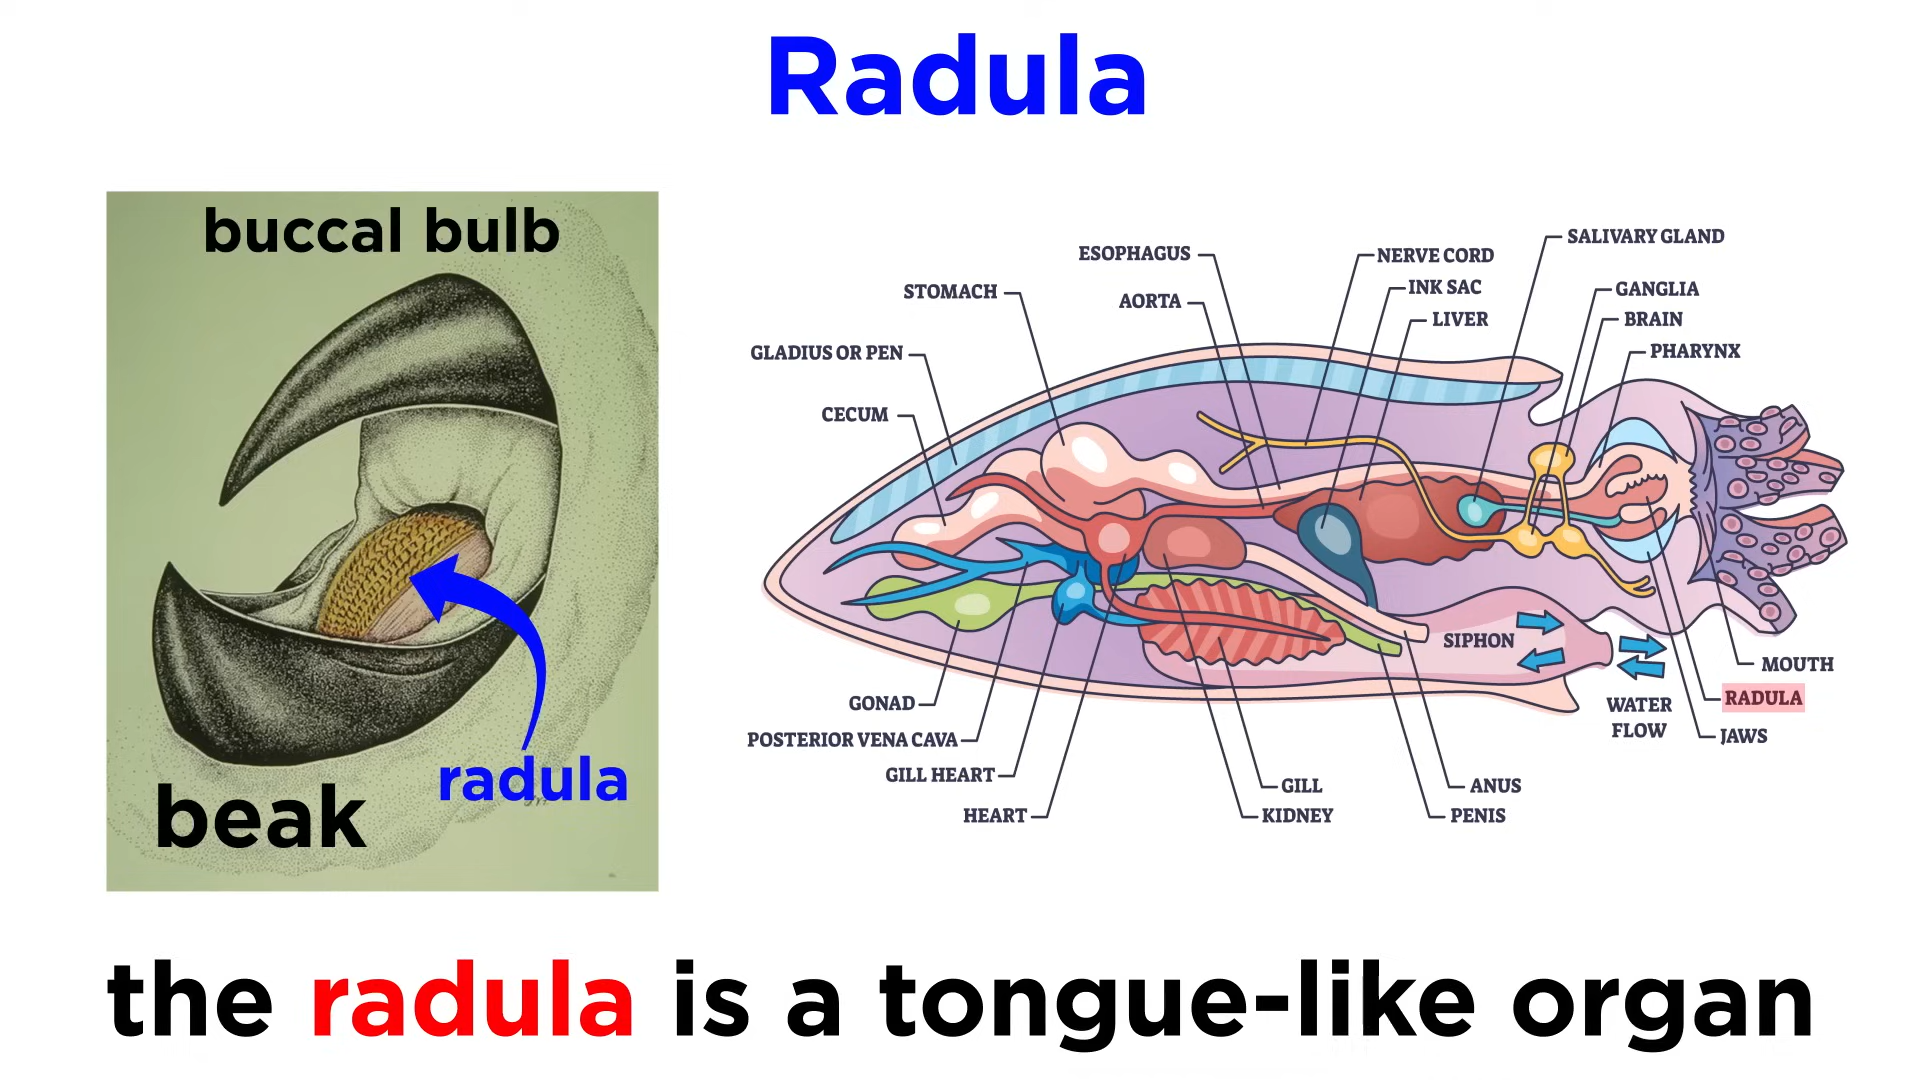 Radula
buccal bulb
beak
radula
SALIVARY GLAND
ESOPHAGUS
NERVE CORD
STOMACH
AORTA
INK SAC
GANGLIA
LIVER
BRAIN
GLADIUS OR PEN
PHARYNX
CECUM
SIPHON
MOUTH
GONAD
WATER
FLOW
RADULA
POSTERIOR VENA CAVA
JAWS
GILL HEART
GILL
ANUS
HEART
KIDNEY
PENIS
the radula is a tongue-like organ